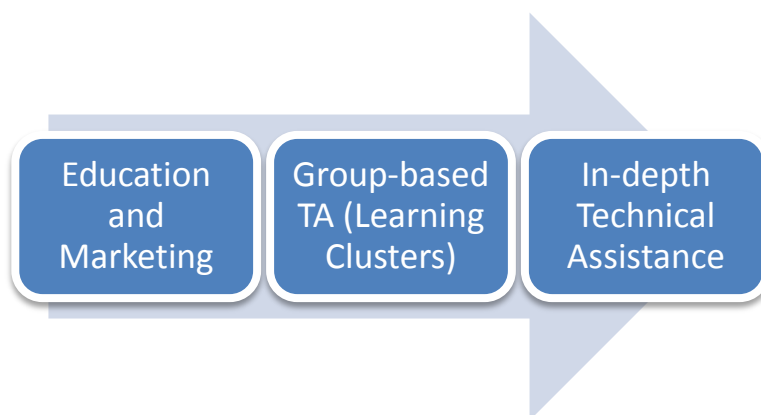 Education
and
Marketing
Group-based
TA (Learning
Clusters)
In-depth
Technical
Assistance